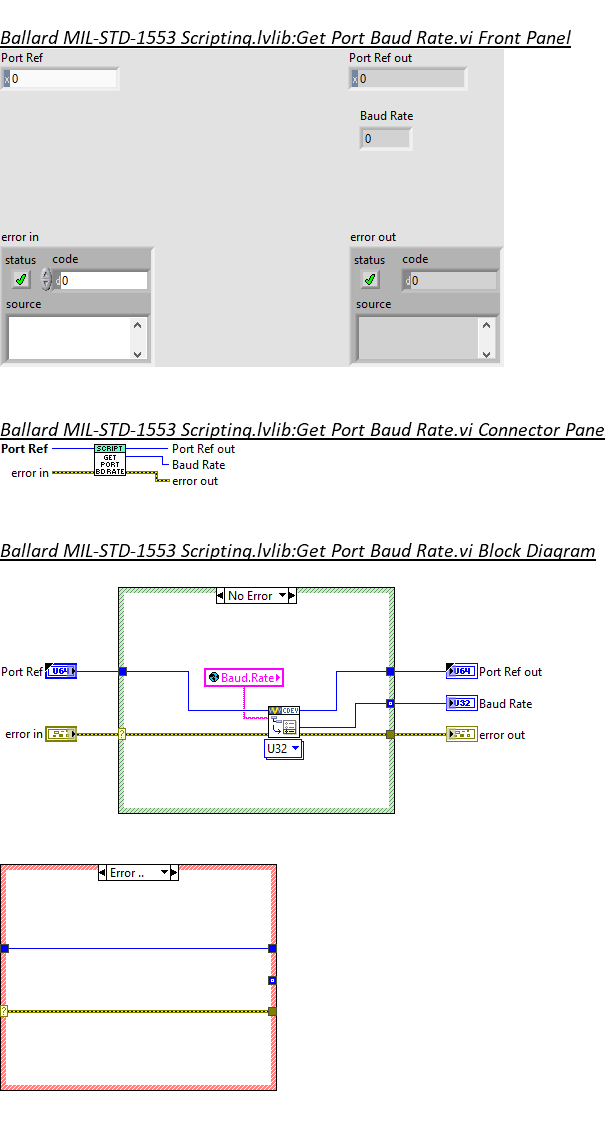 Ballard MIL-STD-1553 Scripting.lvlib:Get Port Baud Rate.vi Front Panel
Port Ref
x 0
Port Ref out
x 0
Baud Rate
0
error in
status code
d 0
source
error out
status code
d 0
source
Ballard MIL-STD-1553 Scripting.lvlib:Get Port Baud Rate.vi Connector Pane
Port Ref
error in
SCRIPT
GET
PORT
BD RATE
Port Ref out
Baud Rate
error out
Ballard MIL-STD-1553 Scripting.lvlib:Get Port Baud Rate.vi Block Diagram
No Error
Port Ref
U64
Baud.Rate
U64
Port Ref out
CDEV
U32
Baud Rate
error in
?
error out
U32
Error ..
?